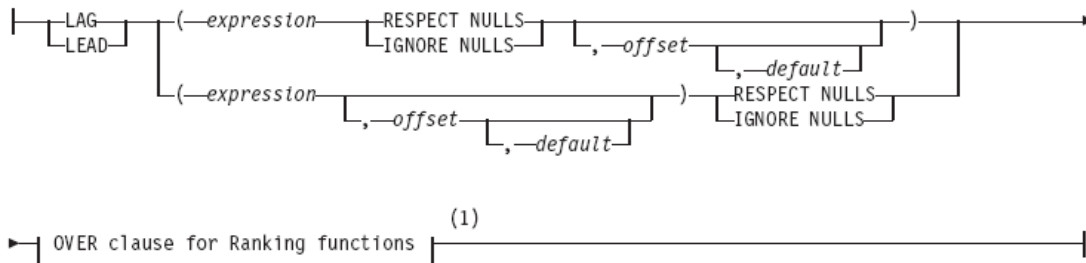 LAG ( expression RESPECT NULLS )
LEAD IGNORE NULLS , offset
, default
( expression ) RESPECT NULLS
, offset IGNORE NULLS
, default
(1)
OVER clause for Ranking functions